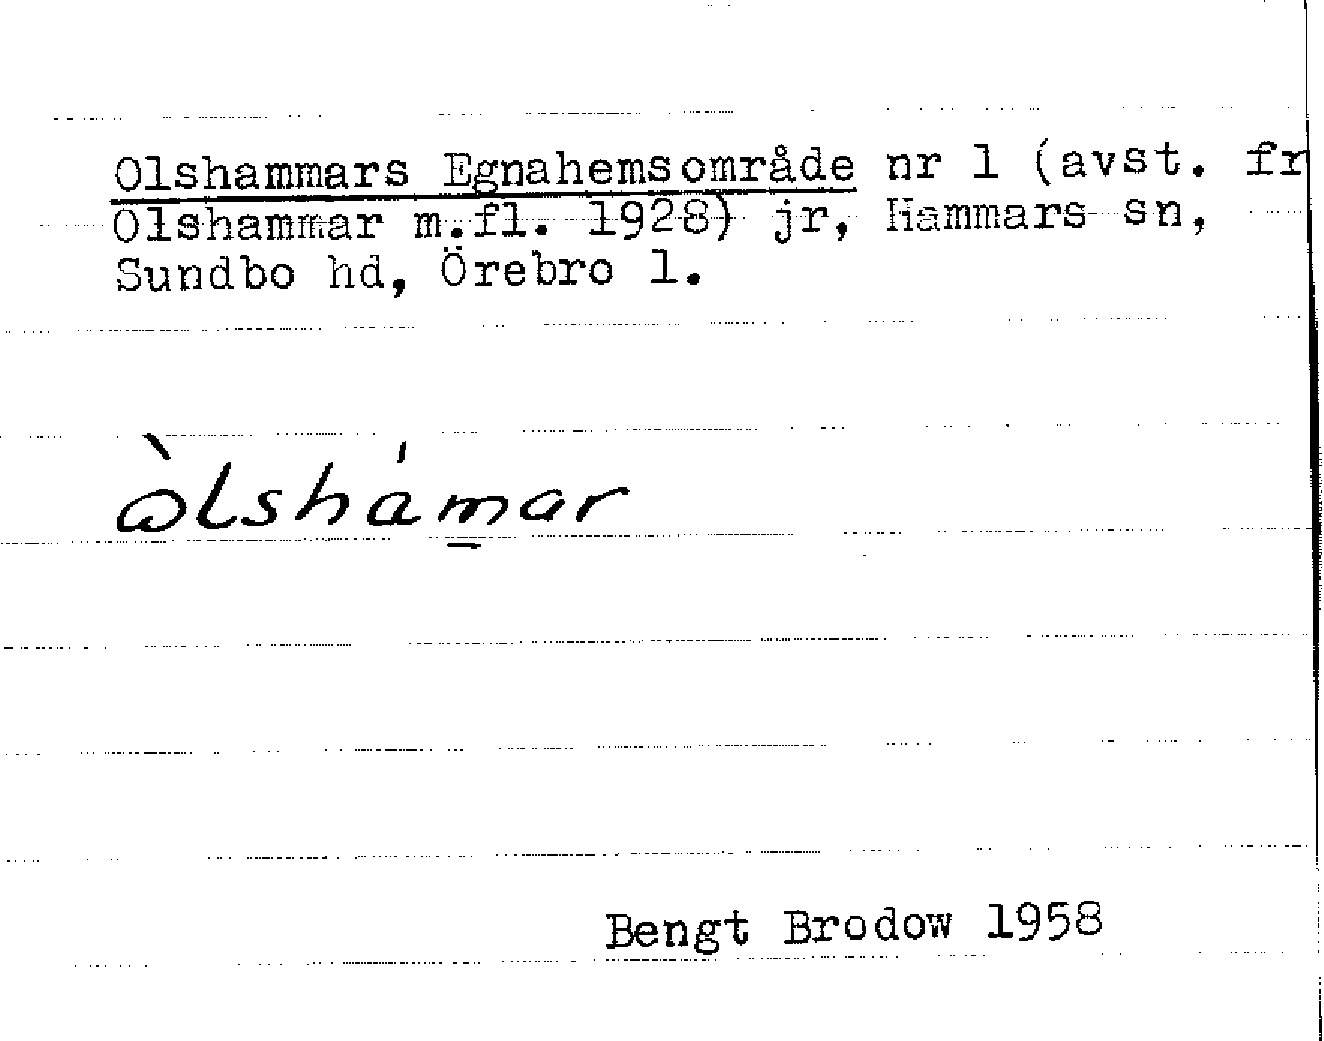 Olshammars Egnahemsområde nr 1 (avst. fr
Olshammar m.fl. 1928) jr, Hammars sn,
Sundbo hd, Örebro l.
òlshámar
Bengt Brodow 1958